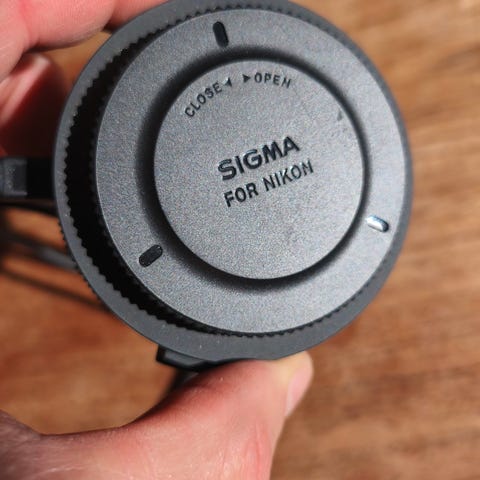 CLOSE◂ ▸OPEN
SIGMA
FOR NIKON